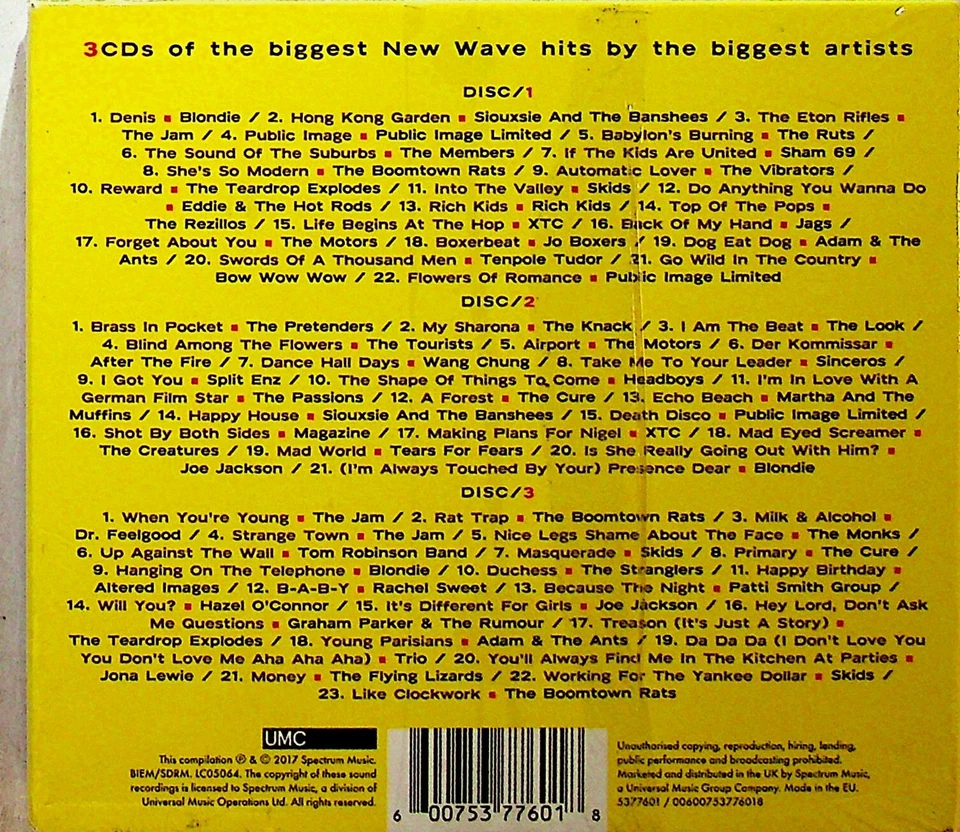 3CDs of the biggest New Wave hits by the biggest artists
DISC/1
1. Denis ▪ Blondie / 2. Hong Kong Garden ▪ Siouxsie And The Banshees / 3. The Eton Rifles ▪
The Jam / 4. Public Image ▪ Public Image Limited / 5. Babylon's Burning ▪ The Ruts /
6. The Sound Of The Suburbs ▪ The Members / 7. If The Kids Are United ▪ Sham 69 /
8. She's So Modern ▪ The Boomtown Rats / 9. Automatic Lover ▪ The Vibrators /
10. Reward ▪ The Teardrop Explodes / 11. Into The Valley ▪ Skids / 12. Do Anything You Wanna Do
▪ Eddie & The Hot Rods / 13. Rich Kids ▪ Rich Kids / 14. Top Of The Pops ▪
The Rezillos / 15. Life Begins At The Hop ▪ XTC / 16. Back Of My Hand ▪ Jags /
17. Forget About You ▪ The Motors / 18. Boxerbeat ▪ Jo Boxers / 19. Dog Eat Dog ▪ Adam & The
Ants / 20. Swords Of A Thousand Men ▪ Tenpole Tudor / 21. Go Wild In The Country ▪
Bow Wow Wow / 22. Flowers Of Romance ▪ Public Image Limited
DISC/2
1. Brass In Pocket ▪ The Pretenders / 2. My Sharona ▪ The Knack / 3. I Am The Beat ▪ The Look /
4. Blind Among The Flowers ▪ The Tourists / 5. Airport ▪ The Motors / 6. Der Kommissar ▪
After The Fire / 7. Dance Hall Days ▪ Wang Chung / 8. Take Me To Your Leader ▪ Sinceros /
9. I Got You ▪ Split Enz / 10. The Shape Of Things To Come ▪ Headboys / 11. I'm In Love With A
German Film Star ▪ The Passions / 12. A Forest ▪ The Cure / 13. Echo Beach ▪ Martha And The
Muffins / 14. Happy House ▪ Siouxsie And The Banshees / 15. Death Disco ▪ Public Image Limited /
16. Shot By Both Sides ▪ Magazine / 17. Making Plans For Nigel ▪ XTC / 18. Mad Eyed Screamer ▪
The Creatures / 19. Mad World ▪ Tears For Fears / 20. Is She Really Going Out With Him? ▪
Joe Jackson / 21. (I'm Always Touched By Your) Presence Dear ▪ Blondie
DISC/3
1. When You're Young ▪ The Jam / 2. Rat Trap ▪ The Boomtown Rats / 3. Milk & Alcohol ▪
Dr. Feelgood / 4. Strange Town ▪ The Jam / 5. Nice Legs Shame About The Face ▪ The Monks /
6. Up Against The Wall ▪ Tom Robinson Band / 7. Masquerade ▪ Skids / 8. Primary ▪ The Cure /
9. Hanging On The Telephone ▪ Blondie / 10. Duchess ▪ The Stranglers / 11. Happy Birthday ▪
Altered Images / 12. B-A-B-Y ▪ Rachel Sweet / 13. Because The Night ▪ Patti Smith Group /
14. Will You? ▪ Hazel O'Connor / 15. It's Different For Girls ▪ Joe Jackson / 16. Hey Lord, Don't Ask
Me Questions ▪ Graham Parker & The Rumour / 17. Treason (It's Just A Story) ▪
The Teardrop Explodes / 18. Young Parisians ▪ Adam & The Ants / 19. Da Da Da (I Don't Love You
You Don't Love Me Aha Aha Aha) ▪ Trio / 20. You'll Always Find Me In The Kitchen At Parties ▪
Jona Lewie / 21. Money ▪ The Flying Lizards / 22. Working For The Yankee Dollar ▪ Skids /
23. Like Clockwork ▪ The Boomtown Rats
UMC
This compilation ℗ & © 2017 Spectrum Music.
BIEM/SDRM. LC05064. The copyright of these sound
recordings is licensed to Spectrum Music, a division of
Universal Music Operations Ltd. All rights reserved.
6 00753 77601 8
Unauthorised copying, reproduction, hiring, lending,
public performance and broadcasting prohibited.
Marketed and distributed in the UK by Spectrum Music,
a Universal Music Group Company. Made in the EU.
5377601 / 00600753776018